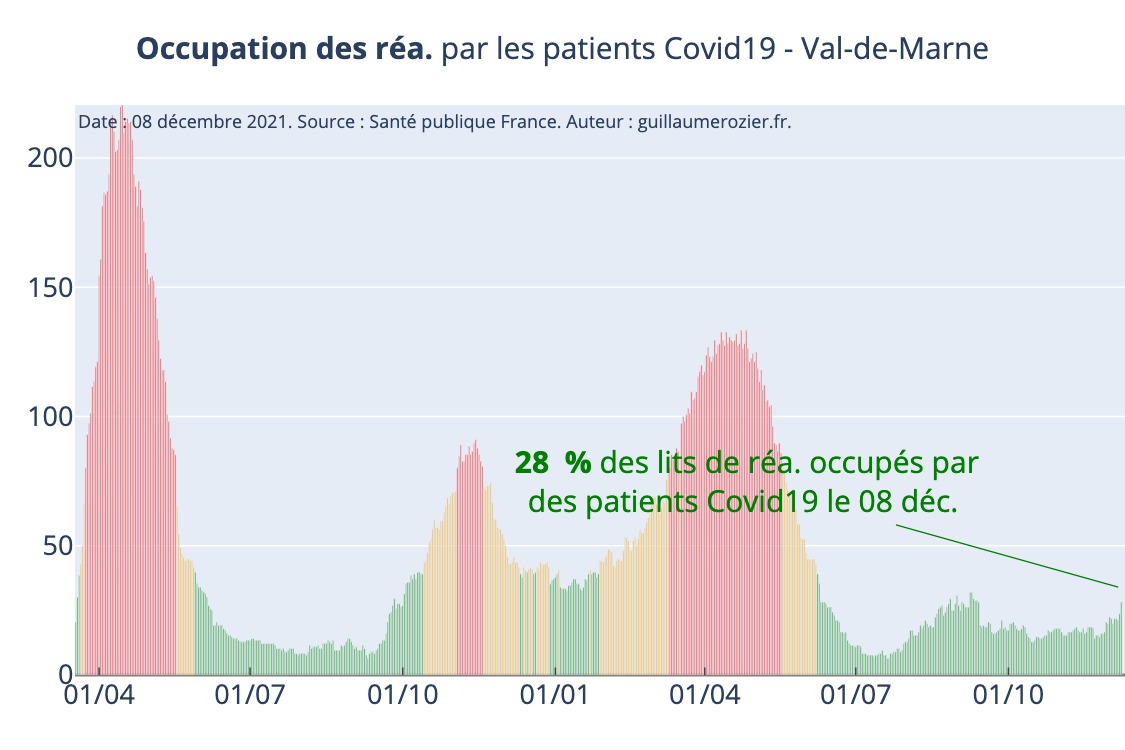 Occupation des réa. par les patients Covid19 - Val-de-Marne
Date : 08 décembre 2021. Source : Santé publique France. Auteur : guillaumerozier.fr.
200
150
100
28  % des lits de réa. occupés par
des patients Covid19 le 08 déc.
50
0
01/04 01/07 01/10 01/01 01/04 01/07 01/10